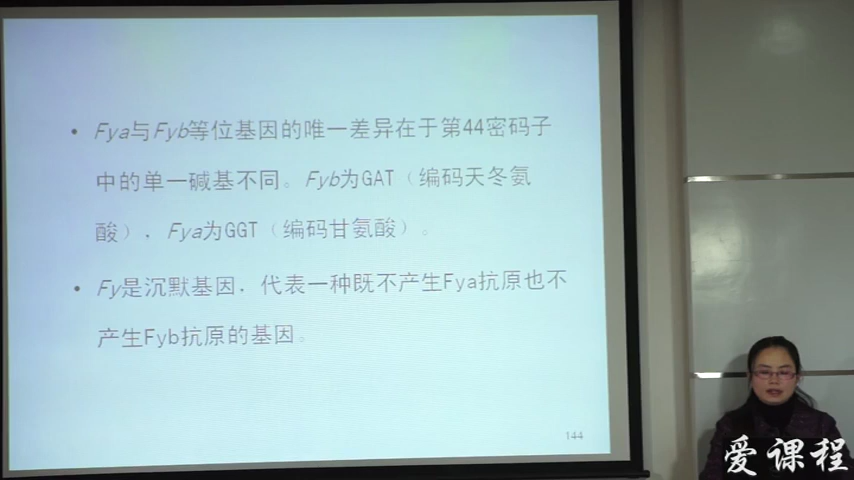 • Fya与Fyb等位基因的唯一差异在于第44密码子
中的单一碱基不同。Fyb为GAT（编码天冬氨
酸）, Fya为GGT（编码甘氨酸）。
• Fy是沉默基因, 代表一种既不产生Fya抗原也不
产生Fyb抗原的基因。
144
爱课程